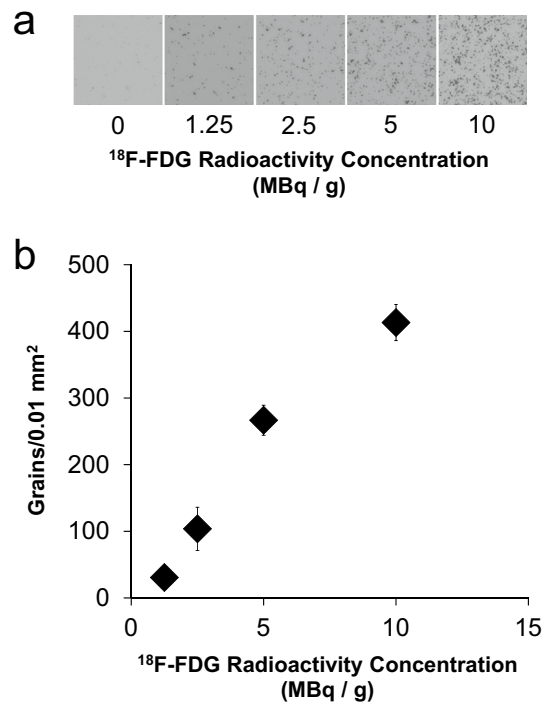 a
0 1.25 2.5 5 10
¹⁸F-FDG Radioactivity Concentration
(MBq / g)
b
500
400
300
200
100
0
Grains/0.01 mm²
0 5 10 15
¹⁸F-FDG Radioactivity Concentration
(MBq / g)